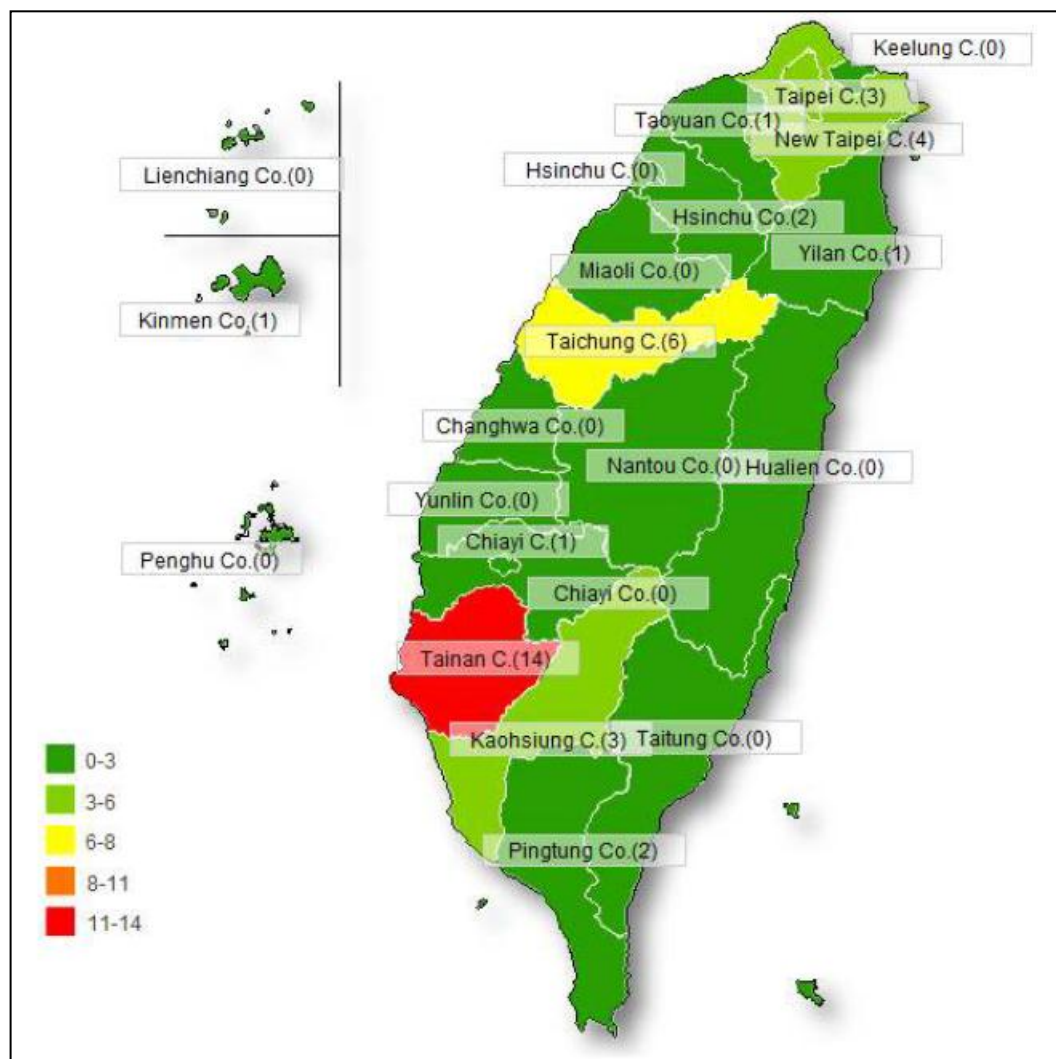 Keelung C.(0)
Taipei C.(3)
Taoyuan Co.(1)
New Taipei C.(4)
Hsinchu C.(0)
Lienchiang Co.(0)
Hsinchu Co.(2)
Yilan Co.(1)
Miaoli Co.(0)
Kinmen Co.(1)
Taichung C.(6)
Changhwa Co.(0)
Nantou Co.(0)
Hualien Co.(0)
Yunlin Co.(0)
Chiayi C.(1)
Penghu Co.(0)
Chiayi Co.(0)
Tainan C.(14)
Kaohsiung C.(3)
Taitung Co.(0)
Pingtung Co.(2)
0-3
3-6
6-8
8-11
11-14